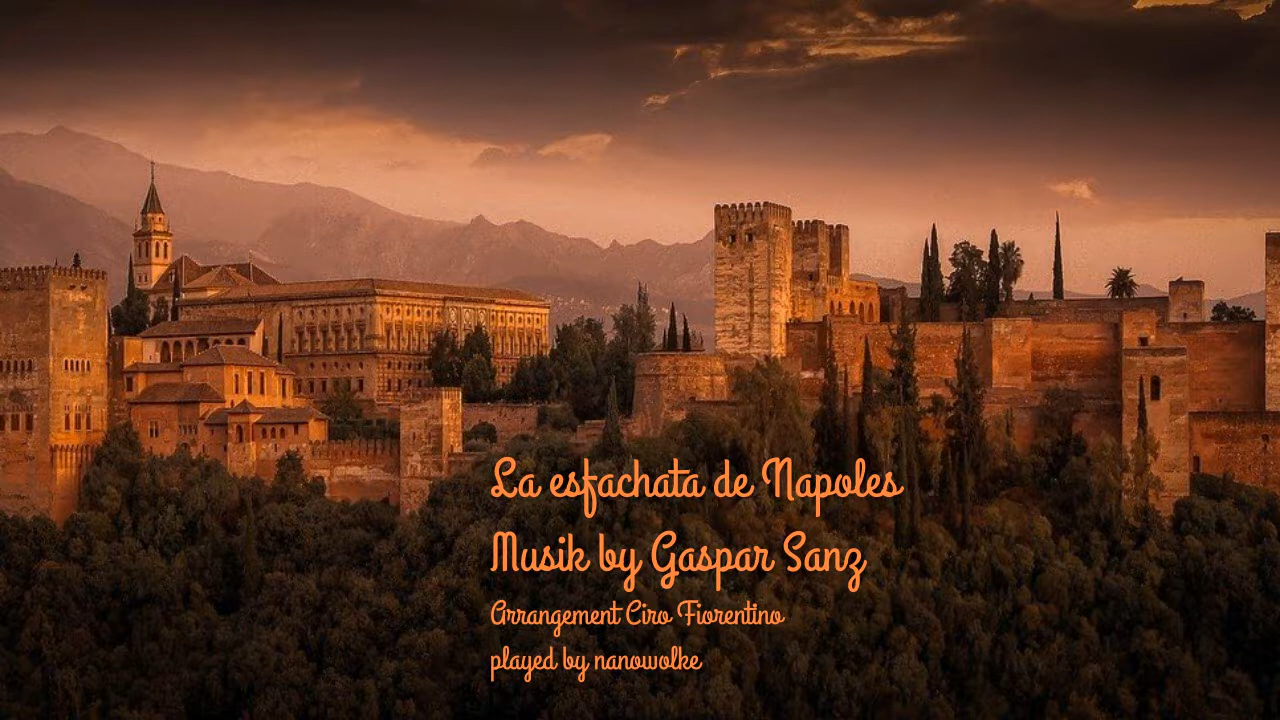 La esfachata de Napoles
Musik by Gaspar Sanz
Arrangement Ciro Fiorentino
played by nanowolke